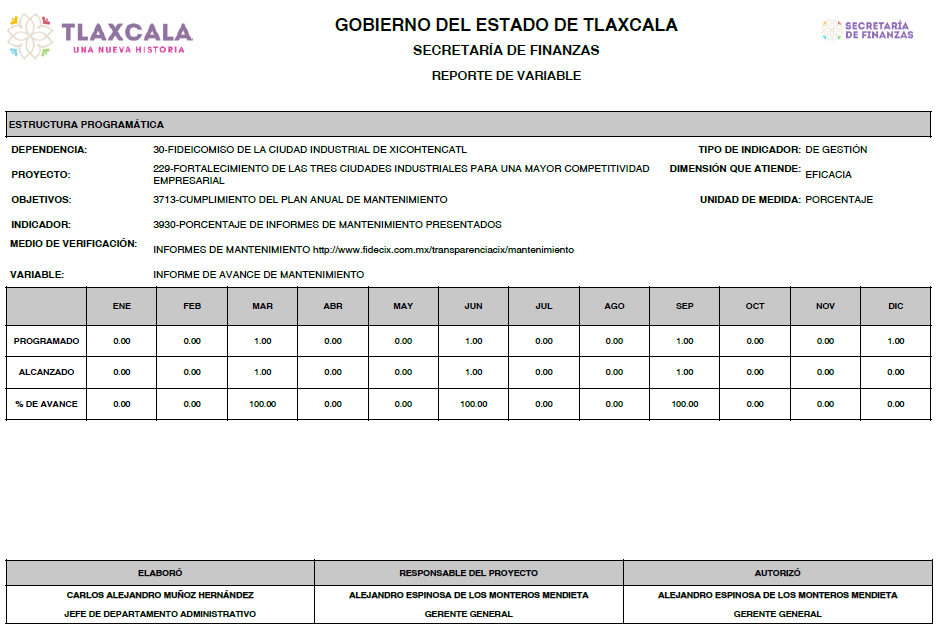 TLAXCALA
UNA NUEVA HISTORIA
GOBIERNO DEL ESTADO DE TLAXCALA
SECRETARÍA DE FINANZAS
REPORTE DE VARIABLE
SECRETARÍA
DE FINANZAS
ESTRUCTURA PROGRAMÁTICA
DEPENDENCIA: 30-FIDEICOMISO DE LA CIUDAD INDUSTRIAL DE XICOHTENCATL TIPO DE INDICADOR: DE GESTIÓN
PROYECTO: 229-FORTALECIMIENTO DE LAS TRES CIUDADES INDUSTRIALES PARA UNA MAYOR COMPETITIVIDAD
EMPRESARIAL DIMENSIÓN QUE ATIENDE: EFICACIA
OBJETIVOS: 3713-CUMPLIMIENTO DEL PLAN ANUAL DE MANTENIMIENTO UNIDAD DE MEDIDA: PORCENTAJE
INDICADOR: 3930-PORCENTAJE DE INFORMES DE MANTENIMIENTO PRESENTADOS
MEDIO DE VERIFICACIÓN: INFORMES DE MANTENIMIENTO http://www.fidecix.com.mx/transparenciacix/mantenimiento
VARIABLE: INFORME DE AVANCE DE MANTENIMIENTO
ENE FEB MAR ABR MAY JUN JUL AGO SEP OCT NOV DIC
PROGRAMADO 0.00 0.00 1.00 0.00 0.00 1.00 0.00 0.00 1.00 0.00 0.00 1.00
ALCANZADO 0.00 0.00 1.00 0.00 0.00 1.00 0.00 0.00 1.00 0.00 0.00 0.00
% DE AVANCE 0.00 0.00 100.00 0.00 0.00 100.00 0.00 0.00 100.00 0.00 0.00 0.00
ELABORÓ RESPONSABLE DEL PROYECTO AUTORIZÓ
CARLOS ALEJANDRO MUÑOZ HERNÁNDEZ ALEJANDRO ESPINOSA DE LOS MONTEROS MENDIETA ALEJANDRO ESPINOSA DE LOS MONTEROS MENDIETA
JEFE DE DEPARTAMENTO ADMINISTRATIVO GERENTE GENERAL GERENTE GENERAL